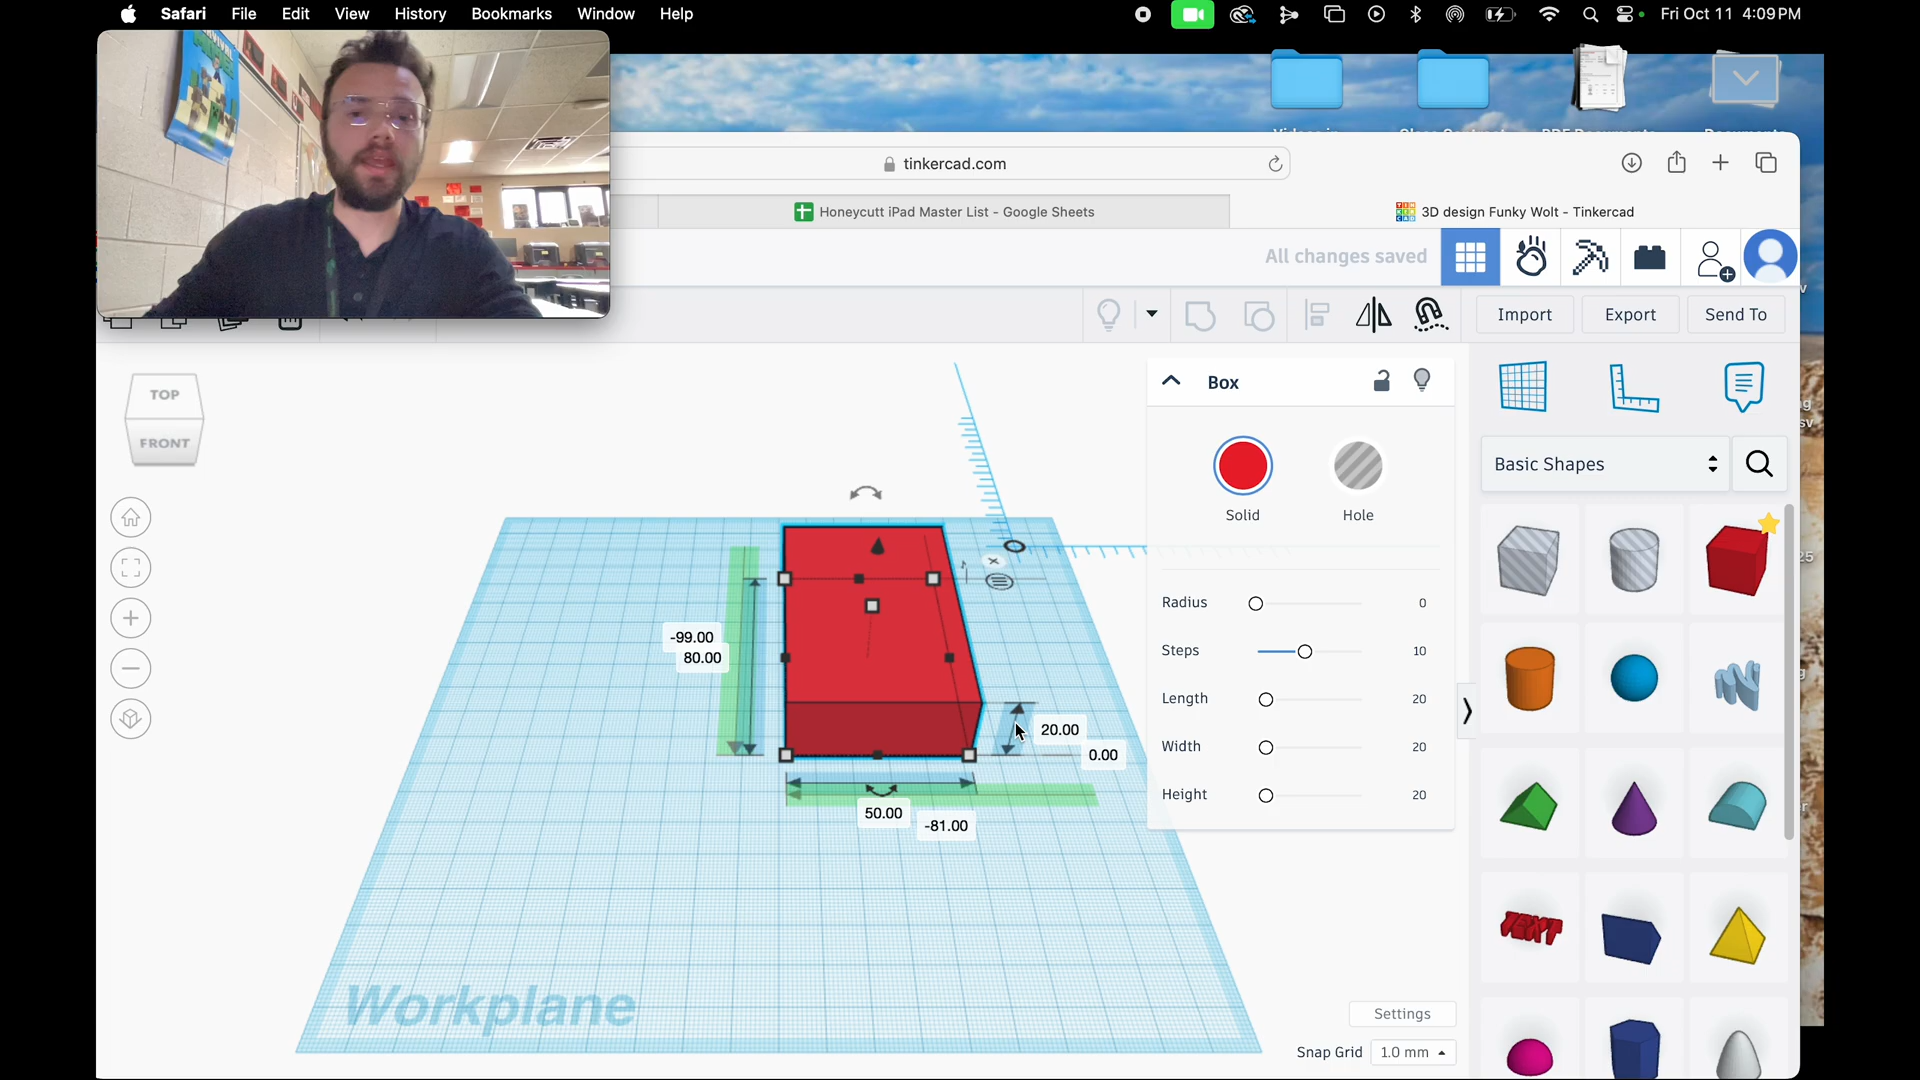 Safari File Edit View History Bookmarks Window Help Fri Oct 11 4:09 PM
tinkercad.com
Honeycutt iPad Master List - Google Sheets
3D design Funky Wolt - Tinkercad
All changes saved
Import Export Send To
TOP
FRONT
Box
Solid Hole
Basic Shapes
Radius 0
Steps 10
Length 20
Width 20
Height 20
-99.00
80.00
20.00
0.00
50.00
-81.00
TEXT
Workplane
Settings
Snap Grid 1.0 mm